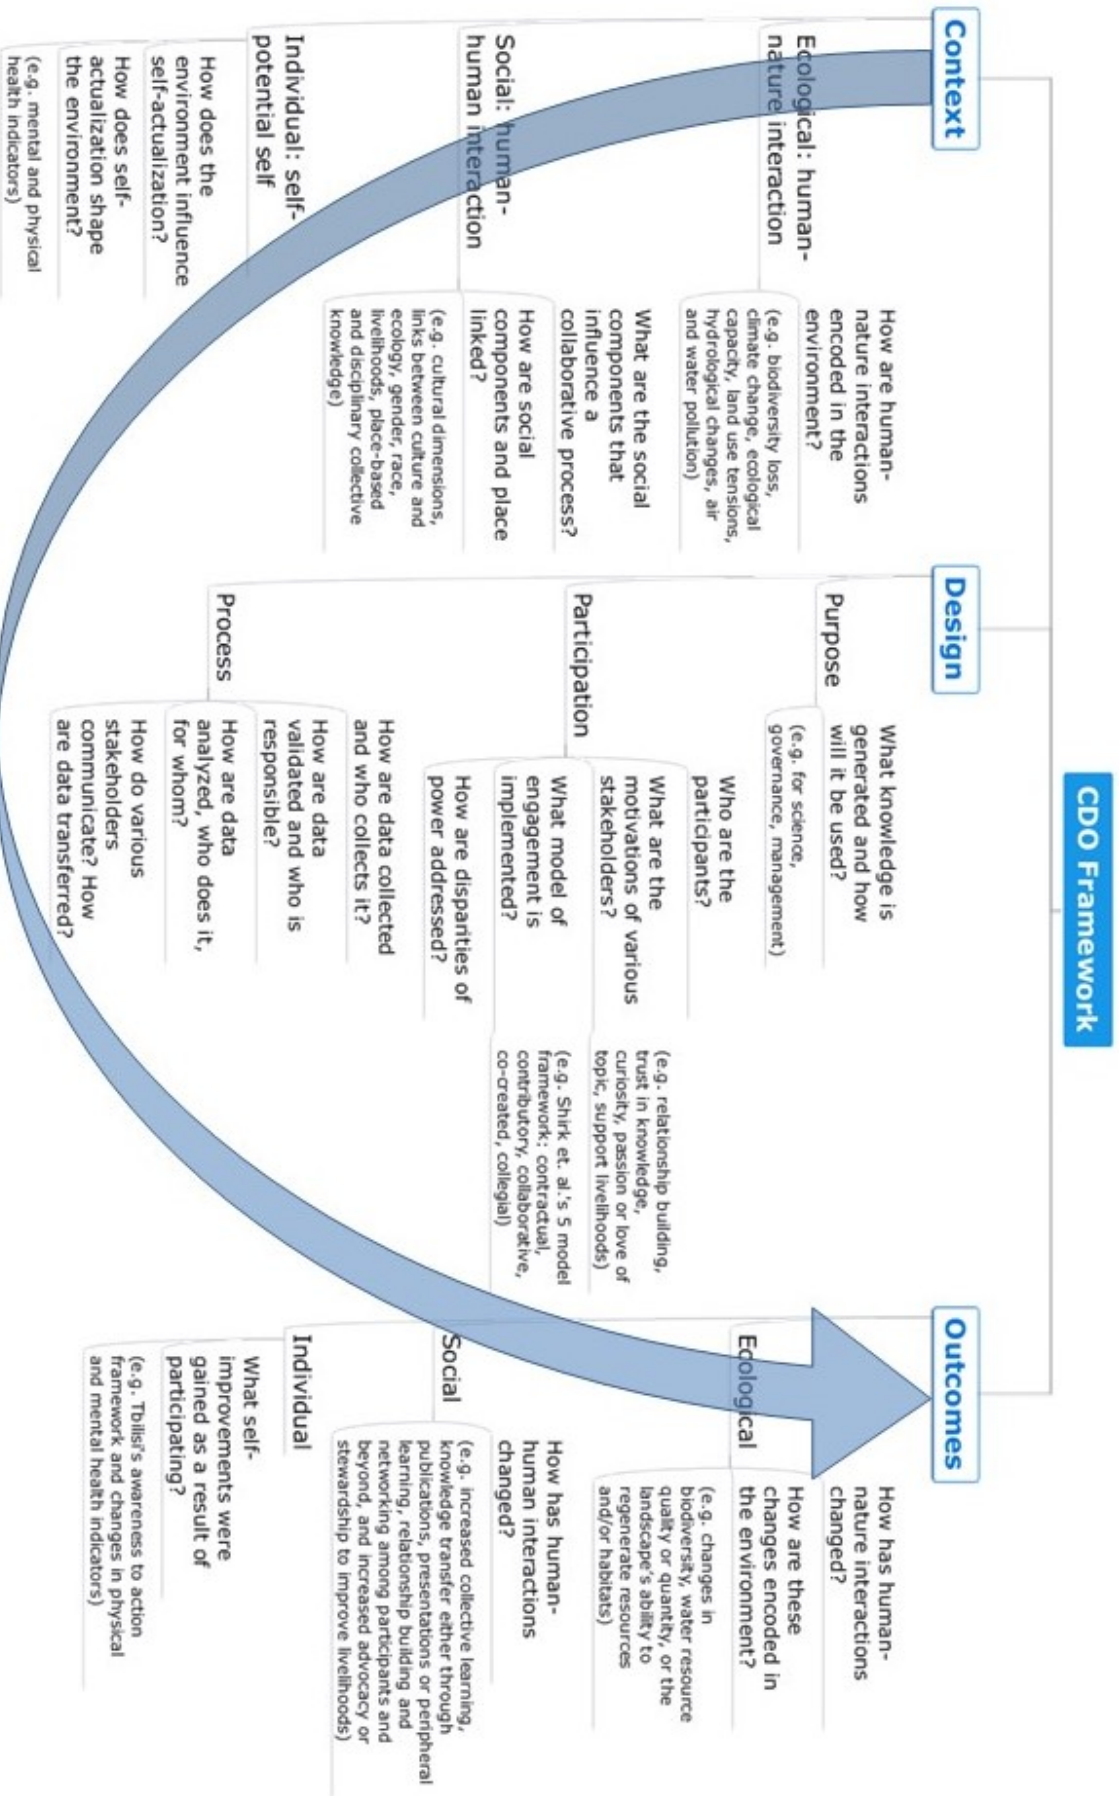 CDO Framework
Context
Ecological: human-
nature interaction
How are human-
nature interactions
encoded in the
environment?
(e.g. biodiversity loss,
climate change, ecological
capacity, land use tensions,
hydrological changes, air
and water pollution)
Social: human-
human interaction
What are the social
components that
influence a
collaborative process?
How are social
components and place
linked?
(e.g. cultural dimensions,
links between culture and
ecology, gender, race,
livelihoods, place-based
and disciplinary collective
knowledge)
Individual: self-
potential self
How does the
environment influence
self-actualization?
How does self-
actualization shape
the environment?
(e.g. mental and physical
health indicators)
Design
Purpose
What knowledge is
generated and how
will it be used?
(e.g. for science,
governance, management)
Participation
Who are the
participants?
What are the
motivations of various
stakeholders?
(e.g. relationship building,
trust in knowledge,
curiosity, passion or love of
topic, support livelihoods)
What model of
engagement is
implemented?
(e.g. Shirk et. al.'s 5 model
framework: contractual,
contributory, collaborative,
co-created, collegial)
How are disparities of
power addressed?
Process
How are data collected
and who collects it?
How are data
validated and who is
responsible?
How are data
analyzed, who does it,
for whom?
How do various
stakeholders
communicate? How
are data transferred?
Outcomes
Ecological
How has human-
nature interactions
changed?
How are these
changes encoded in
the environment?
(e.g. changes in
biodiversity, water resource
quality or quantity, or the
landscape's ability to
regenerate resources
and/or habitats)
Social
How has human-
human interactions
changed?
(e.g. increased collective learning,
knowledge transfer either through
publications, presentations or peripheral
learning, relationship building and
networking among participants and
beyond, and increased advocacy or
stewardship to improve livelihoods)
Individual
What self-
improvements were
gained as a result of
participating?
(e.g. Tbilisi's awareness to action
framework and changes in physical
and mental health indicators)